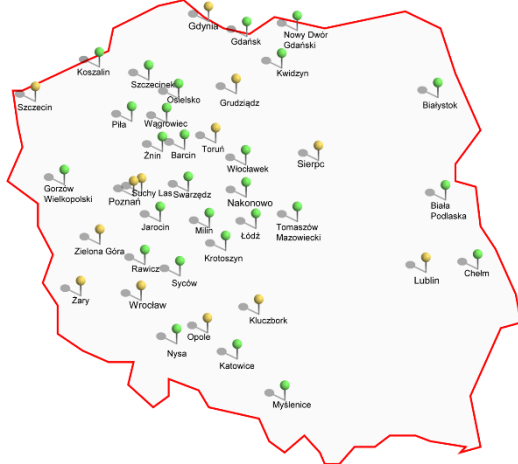 Gdynia
Gdańsk
Nowy Dwór
Gdański
Koszalin
Kwidzyn
Szczecinek
Szczecin
Osielsko
Grudziądz
Białystok
Piła
Wągrowiec
Żnin
Barcin
Toruń
Włocławek
Sierpc
Gorzów
Wielkopolski
Poznań
Suchy Las
Swarzędz
Nakonowo
Biała
Podlaska
Jarocin
Milin
Łódź
Tomaszów
Mazowiecki
Zielona Góra
Krotoszyn
Rawicz
Syców
Lublin
Chełm
Żary
Wrocław
Kluczbork
Opole
Nysa
Katowice
Myślenice